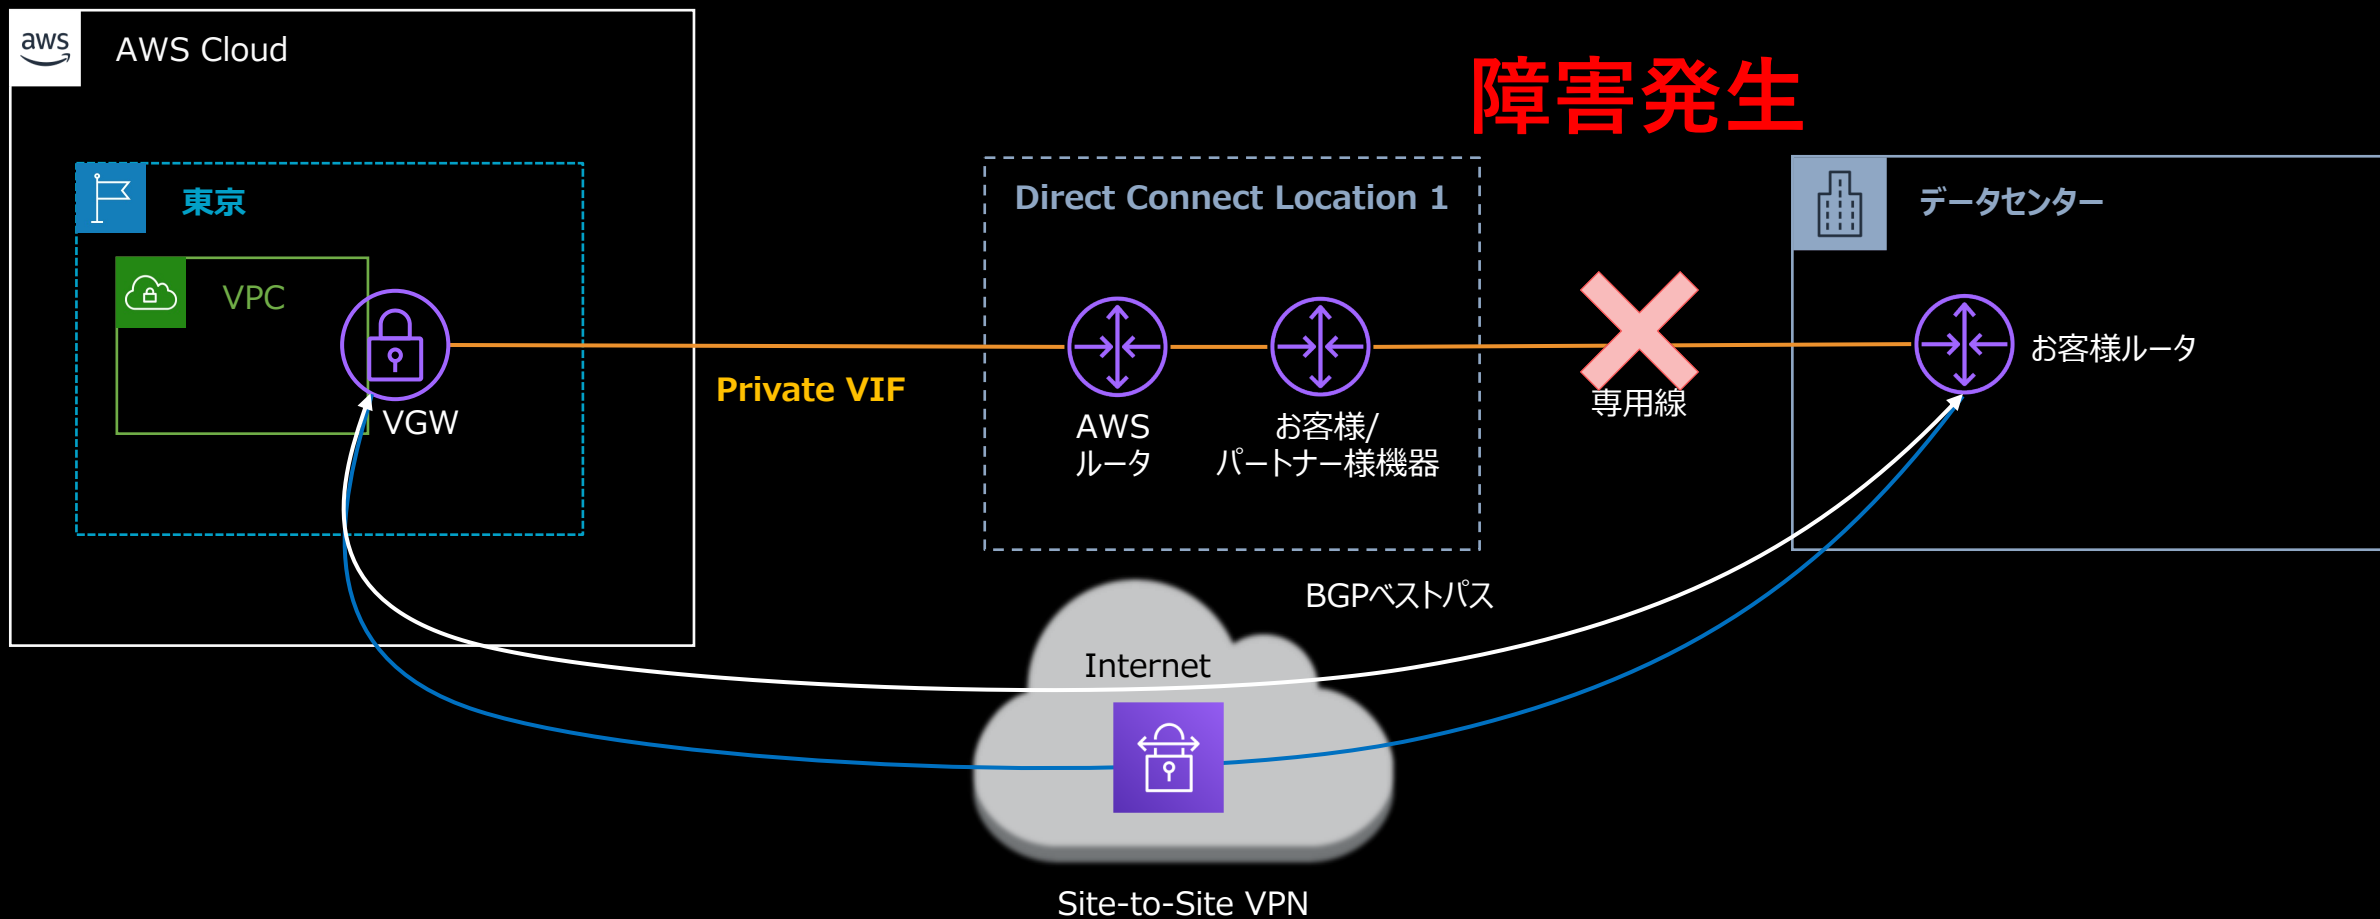 aws
AWS Cloud
障害発生
東京
Direct Connect Location 1
データセンター
VPC
お客様ルータ
Private VIF
専用線
VGW
AWS
ルータ
お客様/
パートナー様機器
BGPベストパス
Internet
Site-to-Site VPN